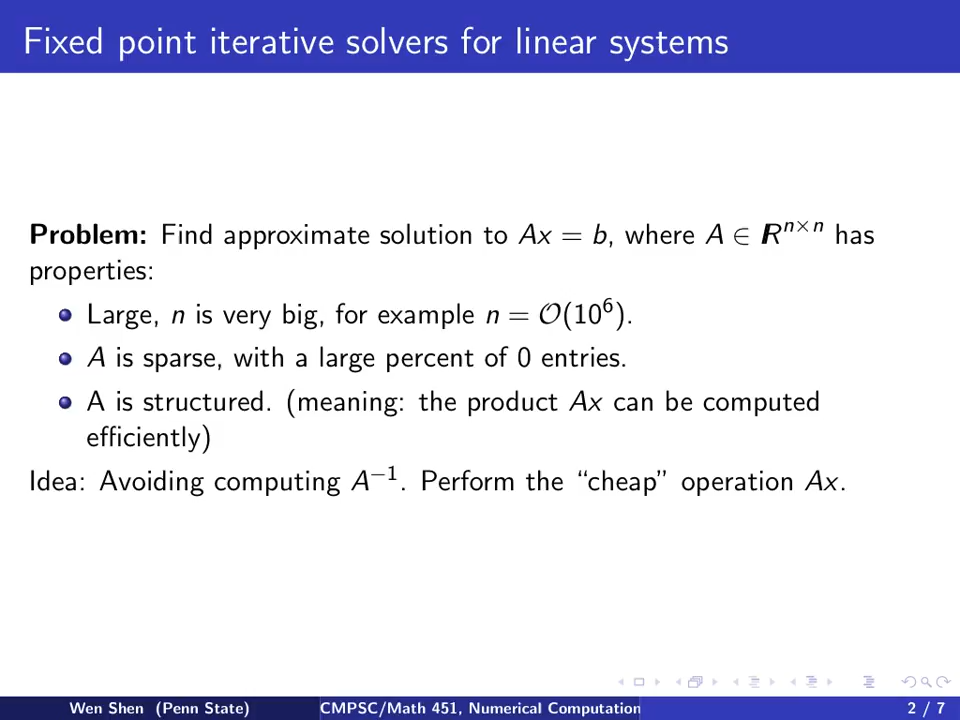 Fixed point iterative solvers for linear systems
Problem: Find approximate solution to Ax = b, where A ∈ ℝⁿˣⁿ has
properties:
Large, n is very big, for example n = 𝒪(10⁶).
A is sparse, with a large percent of 0 entries.
A is structured. (meaning: the product Ax can be computed
efficiently)
Idea: Avoiding computing A⁻¹. Perform the “cheap” operation Ax.
Wen Shen (Penn State)
CMPSC/Math 451, Numerical Computation
2 / 7